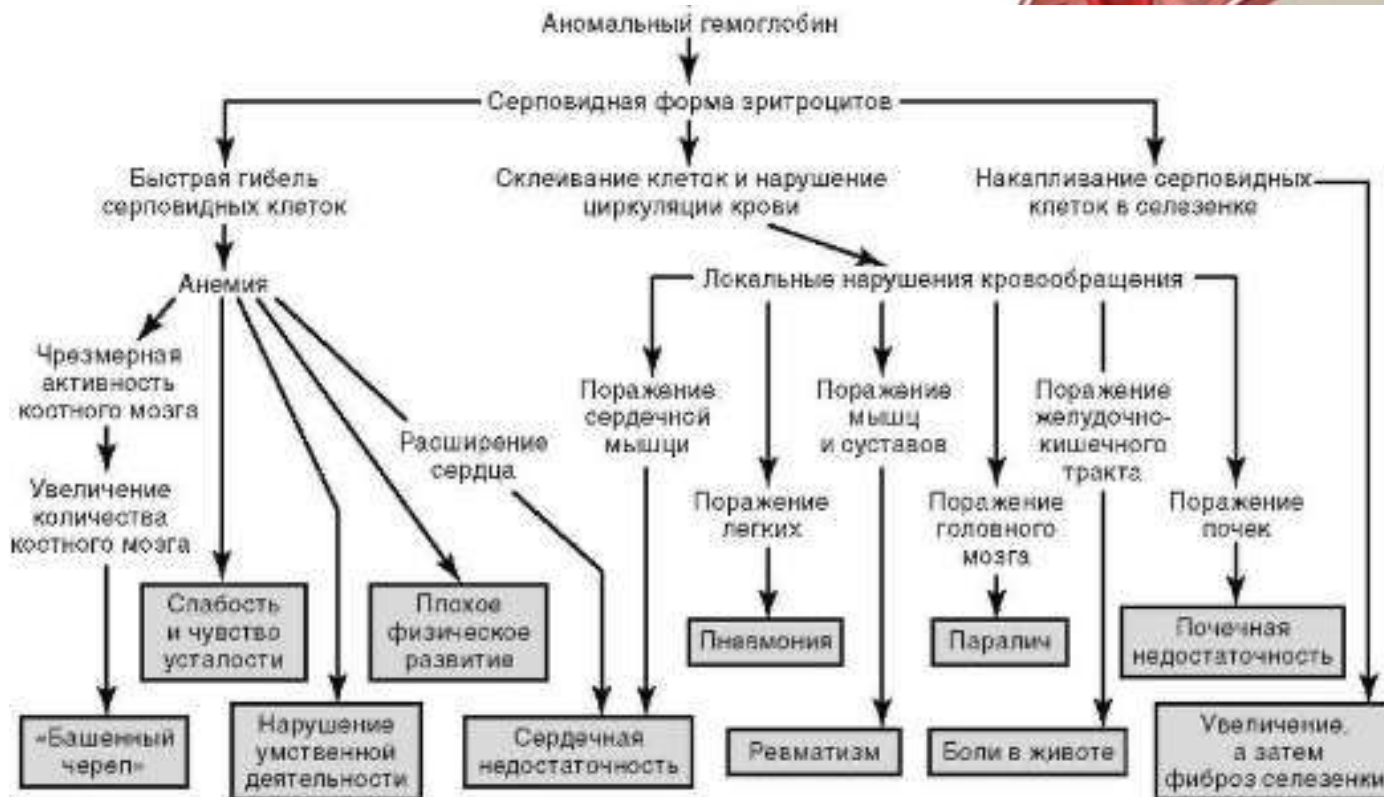 Аномальный гемоглобин
Серповидная форма эритроцитов
Быстрая гибель
серповидных клеток
Склеивание клеток и нарушение
циркуляции крови
Накапливание серповидных
клеток в селезенке
Анемия
Локальные нарушения кровообращения
Чрезмерная
активность
костного мозга
Расширение
сердца
Поражение
сердечной
мышци
Поражение
мышц
и суставов
Поражение
желудочно-
кишечного
тракта
Увеличение
количества
костного мозга
Поражение
легких
Поражение
головного
мозга
Поражение
почек
Слабость
и чувство
усталости
Плохое
физическое
развитие
Пневмония
Паралич
Почечная
недостаточность
«Башенный
череп»
Нарушение
умственной
деятельности
Сердечная
недостаточность
Ревматизм
Боли в животе
Увеличение,
а затем
фиброз селезенки